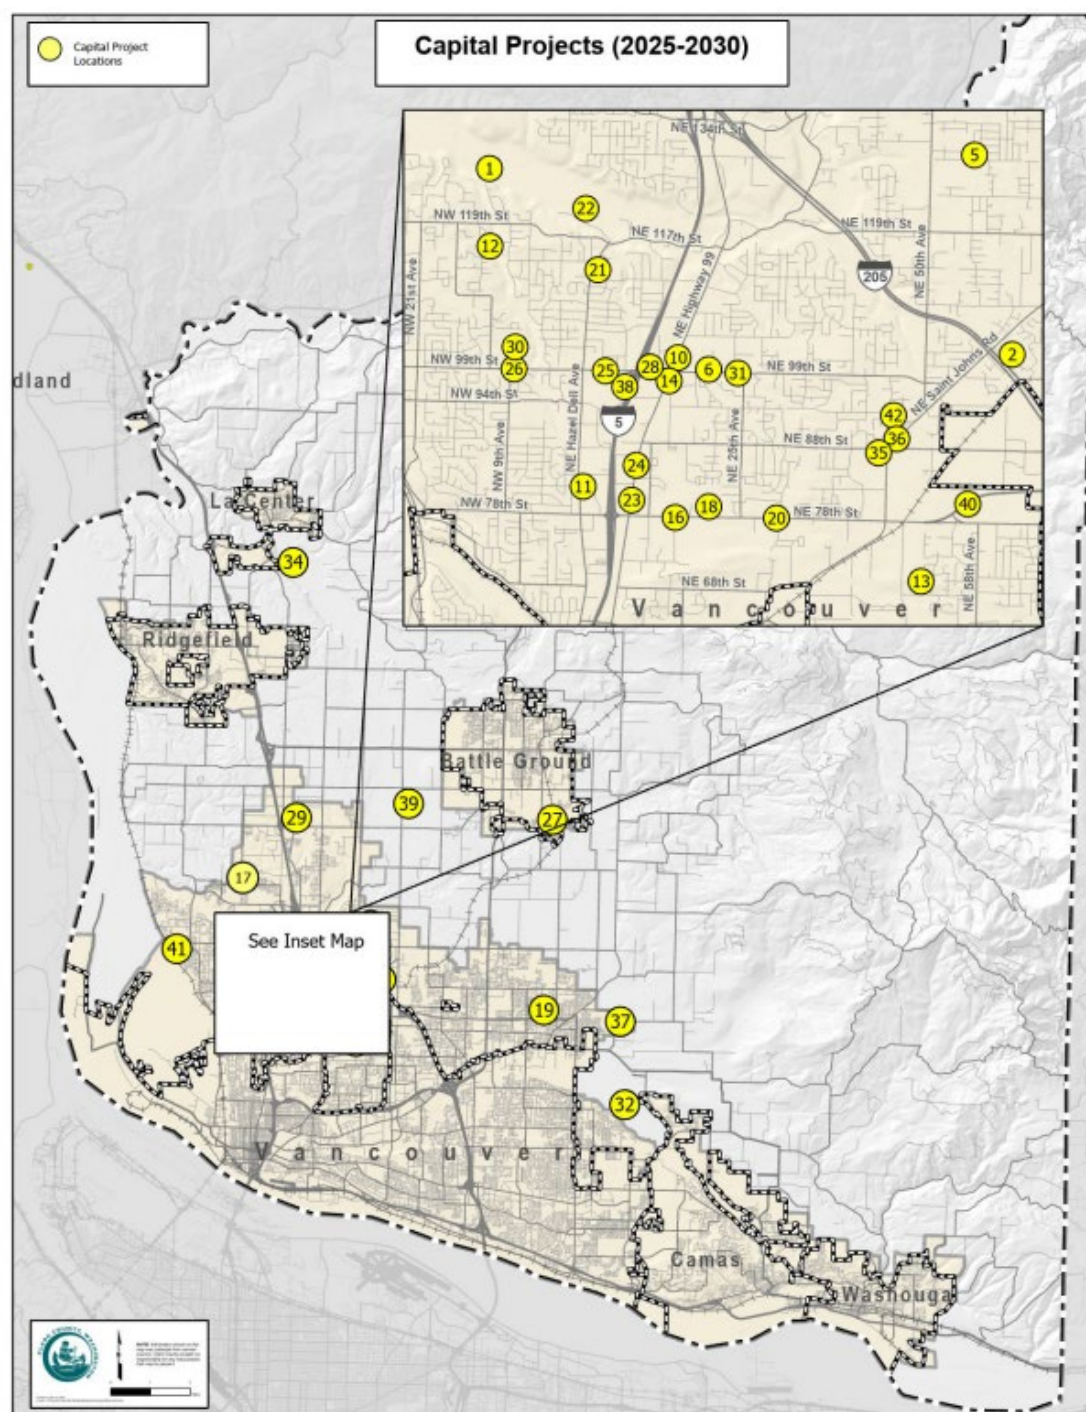 Capital Project
Locations
Capital Projects (2025-2030)
NE 134th St
1
5
22
NW 119th St
NE 117th St
NE 119th St
12
21
205
NE 50th Ave
NW 21st Ave
NE Highway 99
30
2
NW 99th St
26
25
28
10
14
6
31
NE 99th St
38
NE Saint Johns Rd
NW 94th St
5
42
36
35
NE 88th St
NW 9th Ave
NE Hazel Dell Ave
NE 25th Ave
24
11
23
18
40
NW 78th St
16
20
NE 78th St
NE 58th Ave
NE 68th St
13
Vancouver
dland
La Center
34
Ridgefield
Battle Ground
39
29
27
17
See Inset Map
41
19
37
32
Vancouver
Camas
Washougal
NOTE: